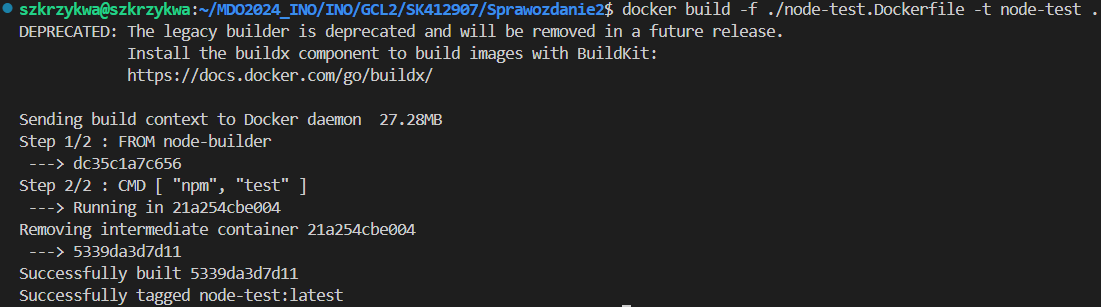 szkrzykwa@szkrzykwa:~/MDO2024_INO/INO/GCL2/SK412907/Sprawozdanie2$ docker build -f ./node-test.Dockerfile -t node-test .
DEPRECATED: The legacy builder is deprecated and will be removed in a future release.
            Install the buildx component to build images with BuildKit:
            https://docs.docker.com/go/buildx/

Sending build context to Docker daemon  27.28MB
Step 1/2 : FROM node-builder
 ---> dc35c1a7c656
Step 2/2 : CMD [ "npm", "test" ]
 ---> Running in 21a254cbe004
Removing intermediate container 21a254cbe004
 ---> 5339da3d7d11
Successfully built 5339da3d7d11
Successfully tagged node-test:latest